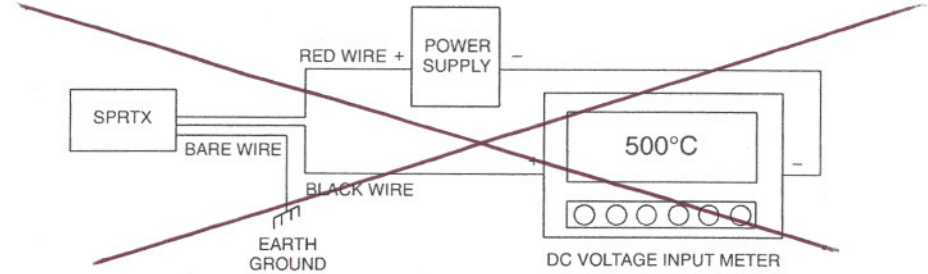 POWER
SUPPLY
RED WIRE + –
SPRTX
BARE WIRE
500°C
+ –
BLACK WIRE
EARTH
GROUND
DC VOLTAGE INPUT METER